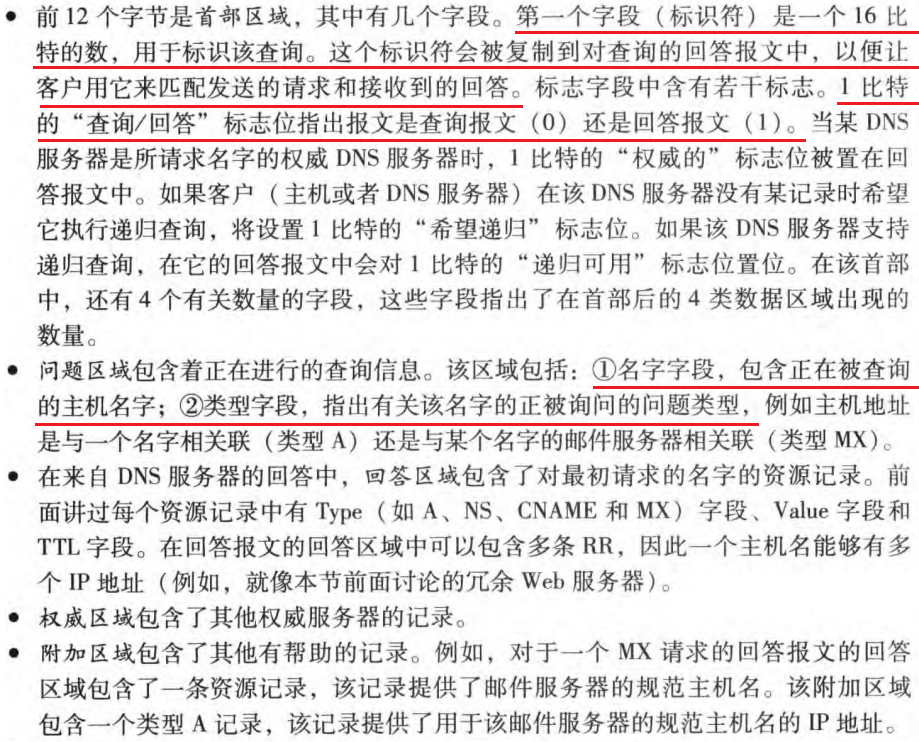 • 前 12 个字节是首部区域，其中有几个字段。第一个字段（标识符）是一个 16 比
特的数，用于标识该查询。这个标识符会被复制到对查询的回答报文中，以便让
客户用它来匹配发送的请求和接收到的回答。标志字段中含有若干标志。1 比特
的“查询/回答”标志位指出报文是查询报文（0）还是回答报文（1）。当某 DNS
服务器是所请求名字的权威 DNS 服务器时，1 比特的“权威的”标志位被置在回
答报文中。如果客户（主机或者 DNS 服务器）在该 DNS 服务器没有某记录时希望
它执行递归查询，将设置 1 比特的“希望递归”标志位。如果该 DNS 服务器支持
递归查询，在它的回答报文中会对 1 比特的“递归可用”标志位置位。在该首部
中，还有 4 个有关数量的字段，这些字段指出了在首部后的 4 类数据区域出现的
数量。
• 问题区域包含着正在进行的查询信息。该区域包括：①名字字段，包含正在被查询
的主机名字；②类型字段，指出有关该名字的正被询问的问题类型，例如主机地址
是与一个名字相关联（类型 A）还是与某个名字的邮件服务器相关联（类型 MX）。
• 在来自 DNS 服务器的回答中，回答区域包含了对最初请求的名字的资源记录。前
面讲过每个资源记录中有 Type（如 A、NS、CNAME 和 MX）字段、Value 字段和
TTL 字段。在回答报文的回答区域中可以包含多条 RR，因此一个主机名能够有多
个 IP 地址（例如，就像本节前面讨论的冗余 Web 服务器）。
• 权威区域包含了其他权威服务器的记录。
• 附加区域包含了其他有帮助的记录。例如，对于一个 MX 请求的回答报文的回答
区域包含了一条资源记录，该记录提供了邮件服务器的规范主机名。该附加区域
包含一个类型 A 记录，该记录提供了用于该邮件服务器的规范主机名的 IP 地址。